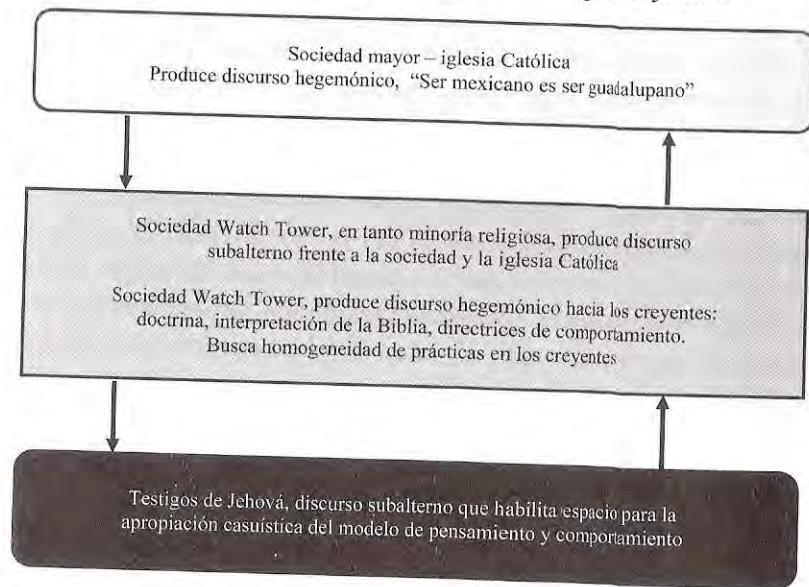 Sociedad mayor – iglesia Católica
Produce discurso hegemónico, “Ser mexicano es ser guadalupano”
Sociedad Watch Tower, en tanto minoría religiosa, produce discurso
subalterno frente a la sociedad y la iglesia Católica
Sociedad Watch Tower, produce discurso hegemónico hacia los creyentes:
doctrina, interpretación de la Biblia, directrices de comportamiento.
Busca homogeneidad de prácticas en los creyentes
Testigos de Jehová, discurso subalterno que habilita espacio para la
apropiación casuística del modelo de pensamiento y comportamiento